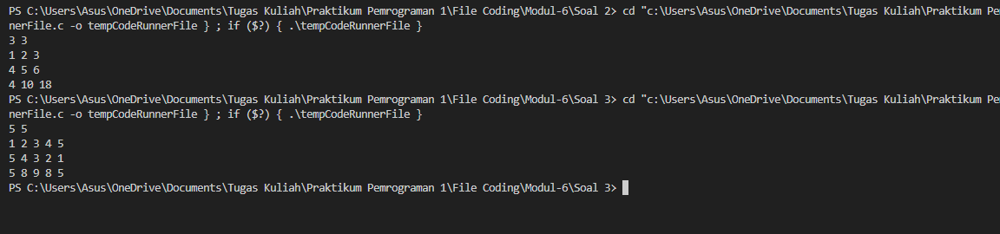 PS C:\Users\Asus\OneDrive\Documents\Tugas Kuliah\Praktikum Pemrograman 1\File Coding\Modul-6\Soal 2> cd "c:\Users\Asus\OneDrive\Documents\Tugas Kuliah\Praktikum Pe
nerFile.c -o tempCodeRunnerFile } ; if ($?) { .\tempCodeRunnerFile }
3 3
1 2 3
4 5 6
4 10 18
PS C:\Users\Asus\OneDrive\Documents\Tugas Kuliah\Praktikum Pemrograman 1\File Coding\Modul-6\Soal 3> cd "c:\Users\Asus\OneDrive\Documents\Tugas Kuliah\Praktikum Pe
nerFile.c -o tempCodeRunnerFile } ; if ($?) { .\tempCodeRunnerFile }
5 5
1 2 3 4 5
5 4 3 2 1
5 8 9 8 5
PS C:\Users\Asus\OneDrive\Documents\Tugas Kuliah\Praktikum Pemrograman 1\File Coding\Modul-6\Soal 3>